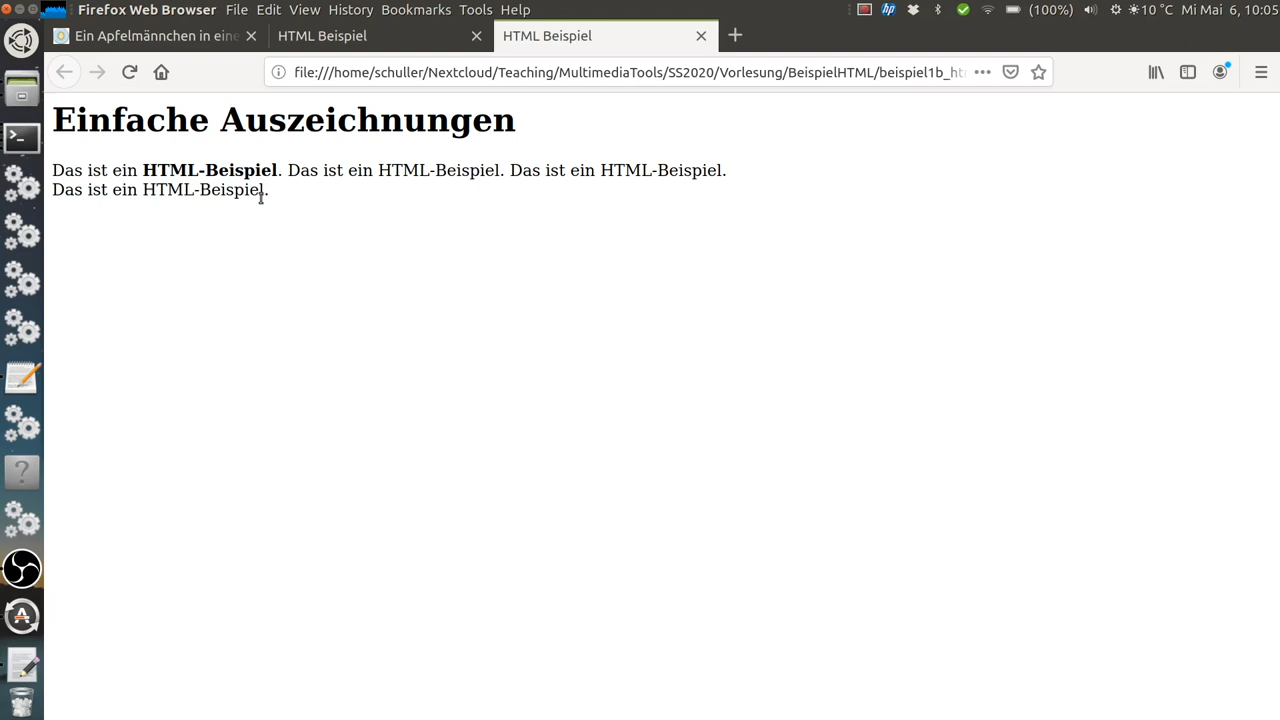 Firefox Web Browser File Edit View History Bookmarks Tools Help (100%) 10 °C Mi Mai 6, 10:05
Ein Apfelmännchen in eine HTML Beispiel HTML Beispiel
file:///home/schuller/Nextcloud/Teaching/MultimediaTools/SS2020/Vorlesung/BeispielHTML/beispiel1b_ht
Einfache Auszeichnungen
Das ist ein HTML-Beispiel. Das ist ein HTML-Beispiel. Das ist ein HTML-Beispiel.
Das ist ein HTML-Beispiel.